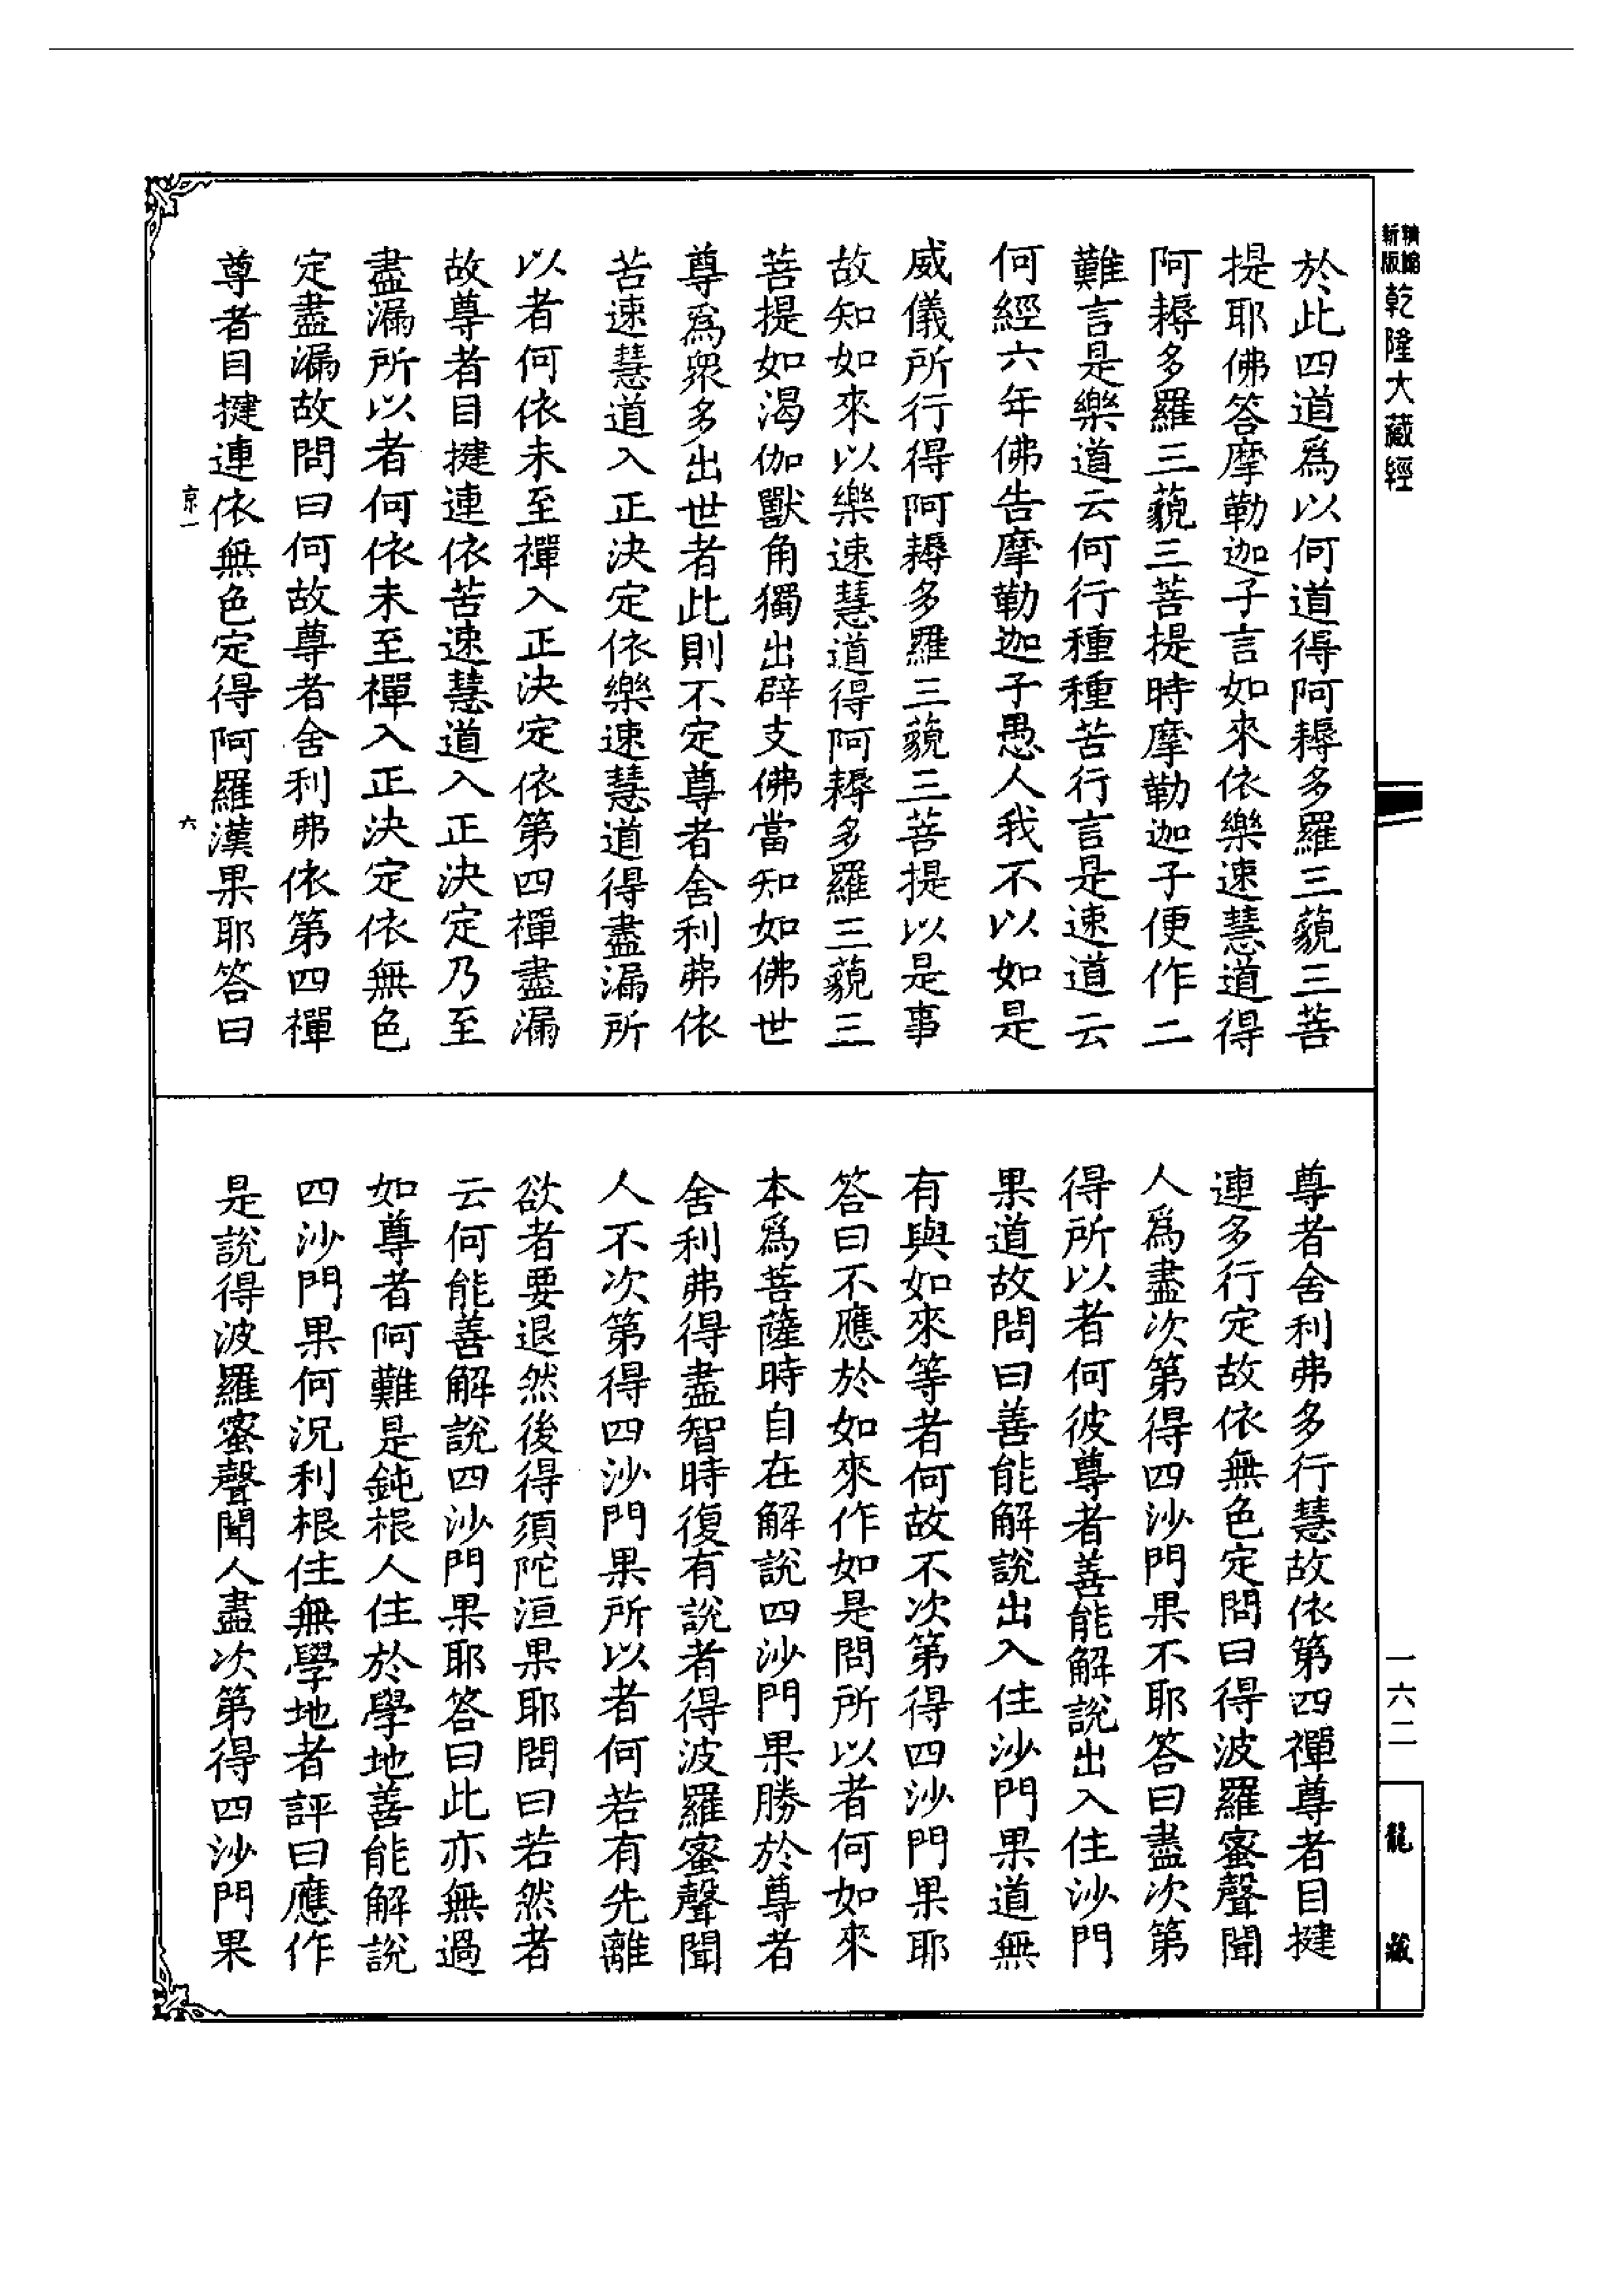 新編
新版
乾隆大藏經
於此四道爲以何道得阿耨多羅三藐三菩
提耶佛答摩勒迦子言如來依樂速慧道得
阿耨多羅三藐三菩提時摩勒迦子便作二
難言是樂道云何行種種苦行言是速道云
何經六年佛告摩勒迦子愚人我不以如是
威儀所行得阿耨多羅三藐三菩提以是事
故知如來以樂速慧道得阿耨多羅三藐三
菩提如渴伽獸角獨出辟支佛當知如佛世
尊爲衆多出世者此則不定尊者舍利弗依
苦速慧道入正決定依樂速慧道得盡漏所
以者何依未至禪入正決定依第四禪盡漏
故尊者目揵連依苦速慧道入正決定乃至
盡漏所以者何依未至禪入正決定依無色
定盡漏故問曰何故尊者舍利弗依第四禪
尊者目揵連依無色定得阿羅漢果耶答曰
京一
六
尊者舍利弗多行慧故依第四禪尊者目揵
連多行定故依無色定問曰得波羅蜜聲聞
人爲盡次第得四沙門果不耶答曰盡次第
得所以者何彼尊者善能解說出入住沙門
果道故問曰善能解說出入住沙門果道無
有與如來等者何故不次第得四沙門果耶
答曰不應於如來作如是問所以者何如來
本爲菩薩時自在解說四沙門果勝於尊者
舍利弗得盡智時復有說者得波羅蜜聲聞
人不次第得四沙門果所以者何若有先離
欲者要退然後得須陀洹果耶問曰若然者
云何能善解說四沙門果耶答曰此亦無過
如尊者阿難是鈍根人住於學地善能解說
四沙門果何況利根住無學地者評曰應作
是說得波羅蜜聲聞人盡次第得四沙門果
一六二
龍藏